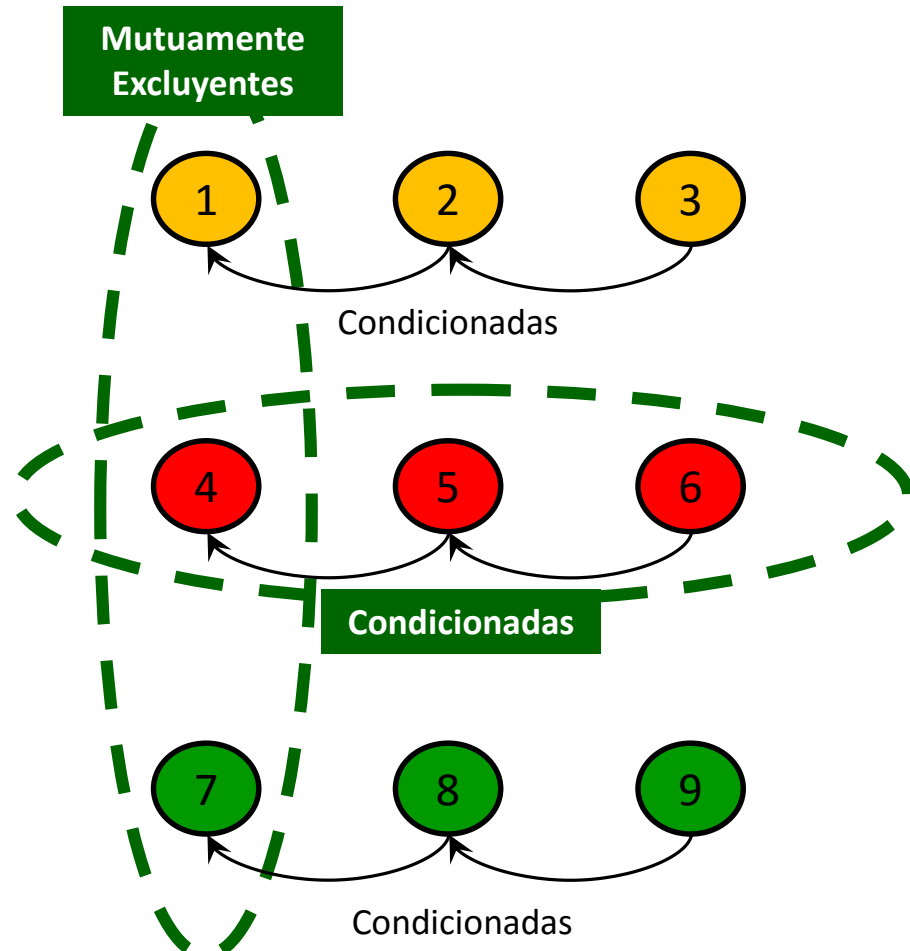 Mutuamente
Excluyentes
1 2 3
Condicionadas
4 5 6
Condicionadas
7 8 9
Condicionadas